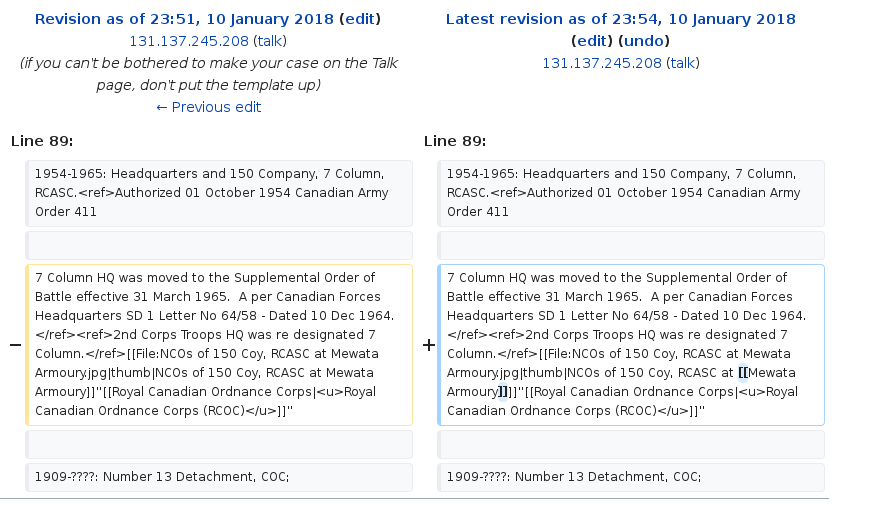 Revision as of 23:51, 10 January 2018 (edit)
131.137.245.208 (talk)
(if you can't be bothered to make your case on the Talk
page, don't put the template up)
← Previous edit
Latest revision as of 23:54, 10 January 2018
(edit) (undo)
131.137.245.208 (talk)
Line 89:
Line 89:
1954-1965: Headquarters and 150 Company, 7 Column,
RCASC.<ref>Authorized 01 October 1954 Canadian Army
Order 411
1954-1965: Headquarters and 150 Company, 7 Column,
RCASC.<ref>Authorized 01 October 1954 Canadian Army
Order 411
−
7 Column HQ was moved to the Supplemental Order of
Battle effective 31 March 1965.  A per Canadian Forces
Headquarters SD 1 Letter No 64/58 - Dated 10 Dec 1964.
</ref><ref>2nd Corps Troops HQ was re designated 7
Column.</ref>[[File:NCOs of 150 Coy, RCASC at Mewata
Armoury.jpg|thumb|NCOs of 150 Coy, RCASC at Mewata
Armoury]]"[[Royal Canadian Ordnance Corps|<u>Royal
Canadian Ordnance Corps (RCOC)</u>]]"
+
7 Column HQ was moved to the Supplemental Order of
Battle effective 31 March 1965.  A per Canadian Forces
Headquarters SD 1 Letter No 64/58 - Dated 10 Dec 1964.
</ref><ref>2nd Corps Troops HQ was re designated 7
Column.</ref>[[File:NCOs of 150 Coy, RCASC at Mewata
Armoury.jpg|thumb|NCOs of 150 Coy, RCASC at [[Mewata
Armoury]]]]"[[Royal Canadian Ordnance Corps|<u>Royal
Canadian Ordnance Corps (RCOC)</u>]]"
1909-????: Number 13 Detachment, COC;
1909-????: Number 13 Detachment, COC;